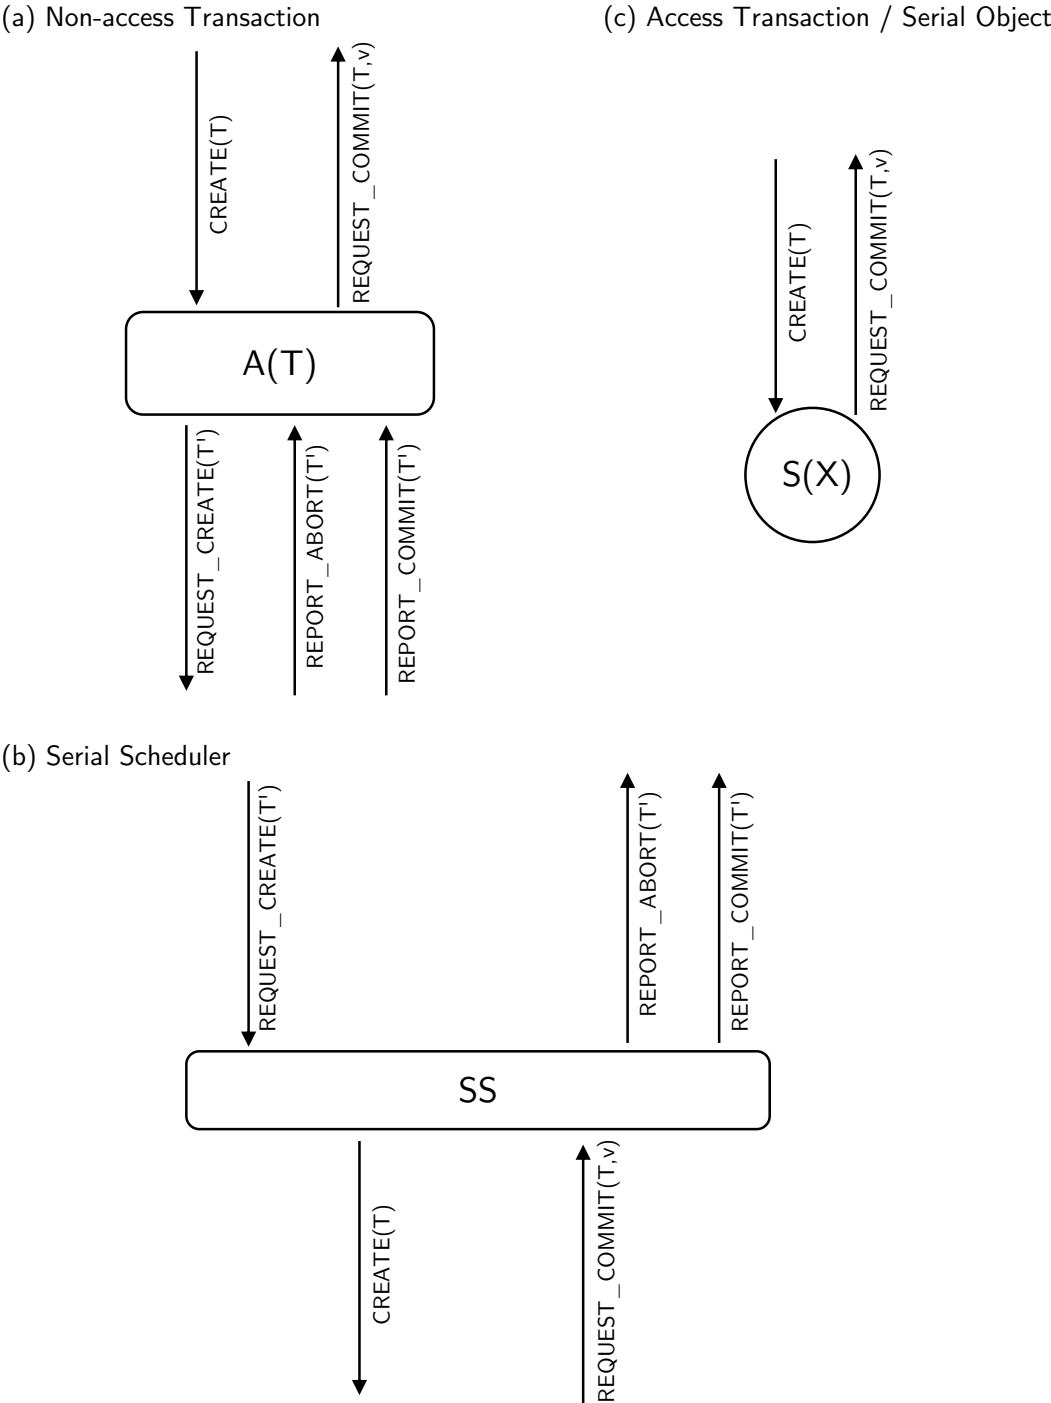 (a) Non-access Transaction
(c) Access Transaction / Serial Object
CREATE(T)
REQUEST_COMMIT(T,v)
A(T)
REQUEST_CREATE(T')
REPORT_ABORT(T')
REPORT_COMMIT(T')
CREATE(T)
REQUEST_COMMIT(T,v)
S(X)
(b) Serial Scheduler
REQUEST_CREATE(T')
REPORT_ABORT(T')
REPORT_COMMIT(T')
SS
CREATE(T)
REQUEST_COMMIT(T,v)